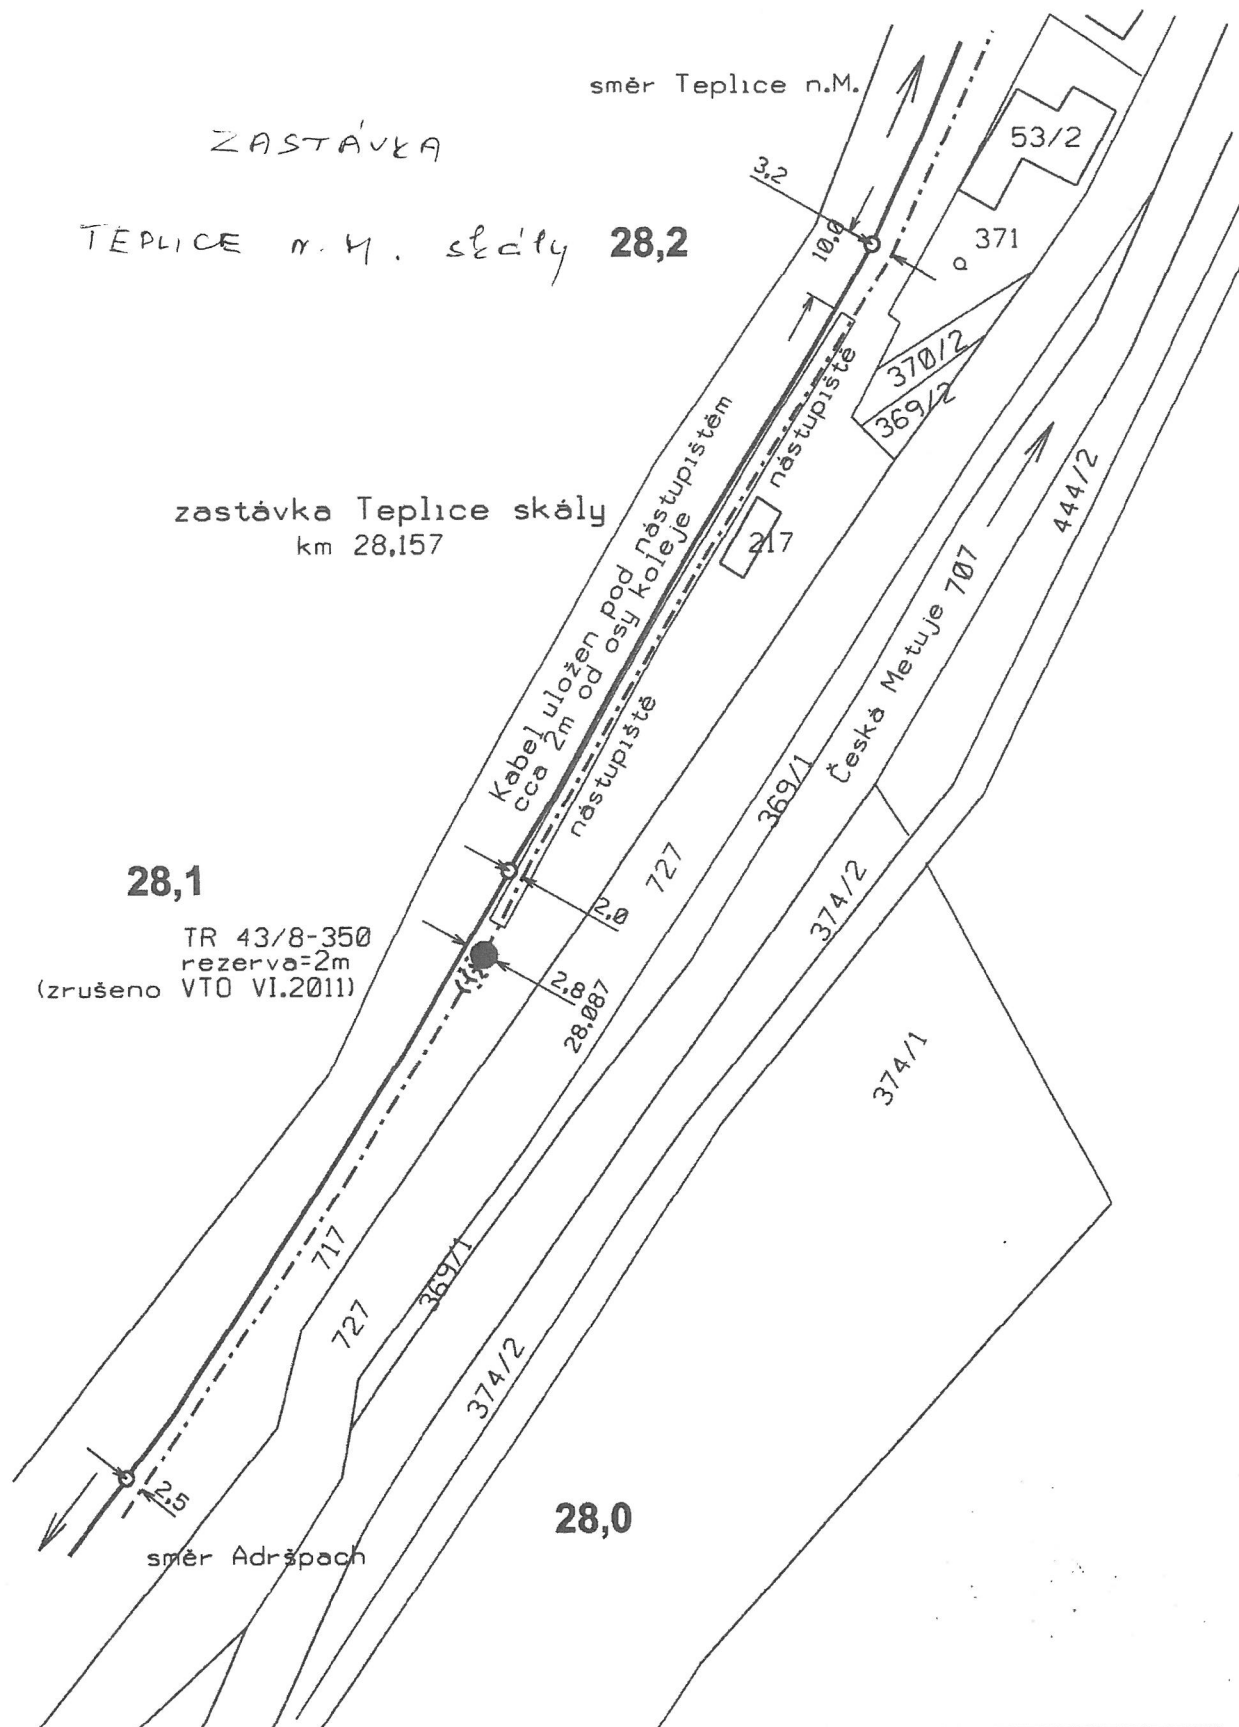 směr Teplice n.M.
ZASTÁVKA
53/2
3,2
TEPLICE n. M. skály
28,2
10,0
371
370/2
369/2
nástupiště
zastávka Teplice skály
km 28,157
217
444/2
Kabel uložen pod nástupištěm
cca 2m od osy koleje
Česká Metuje 707
nástupiště
369/1
28,1
727
2,0
374/2
TR 43/8-350
rezerva=2m
(zrušeno VTO VI.2011)
2,8
28,087
374/1
717
369/1
727
374/2
2,5
28,0
směr Adršpach